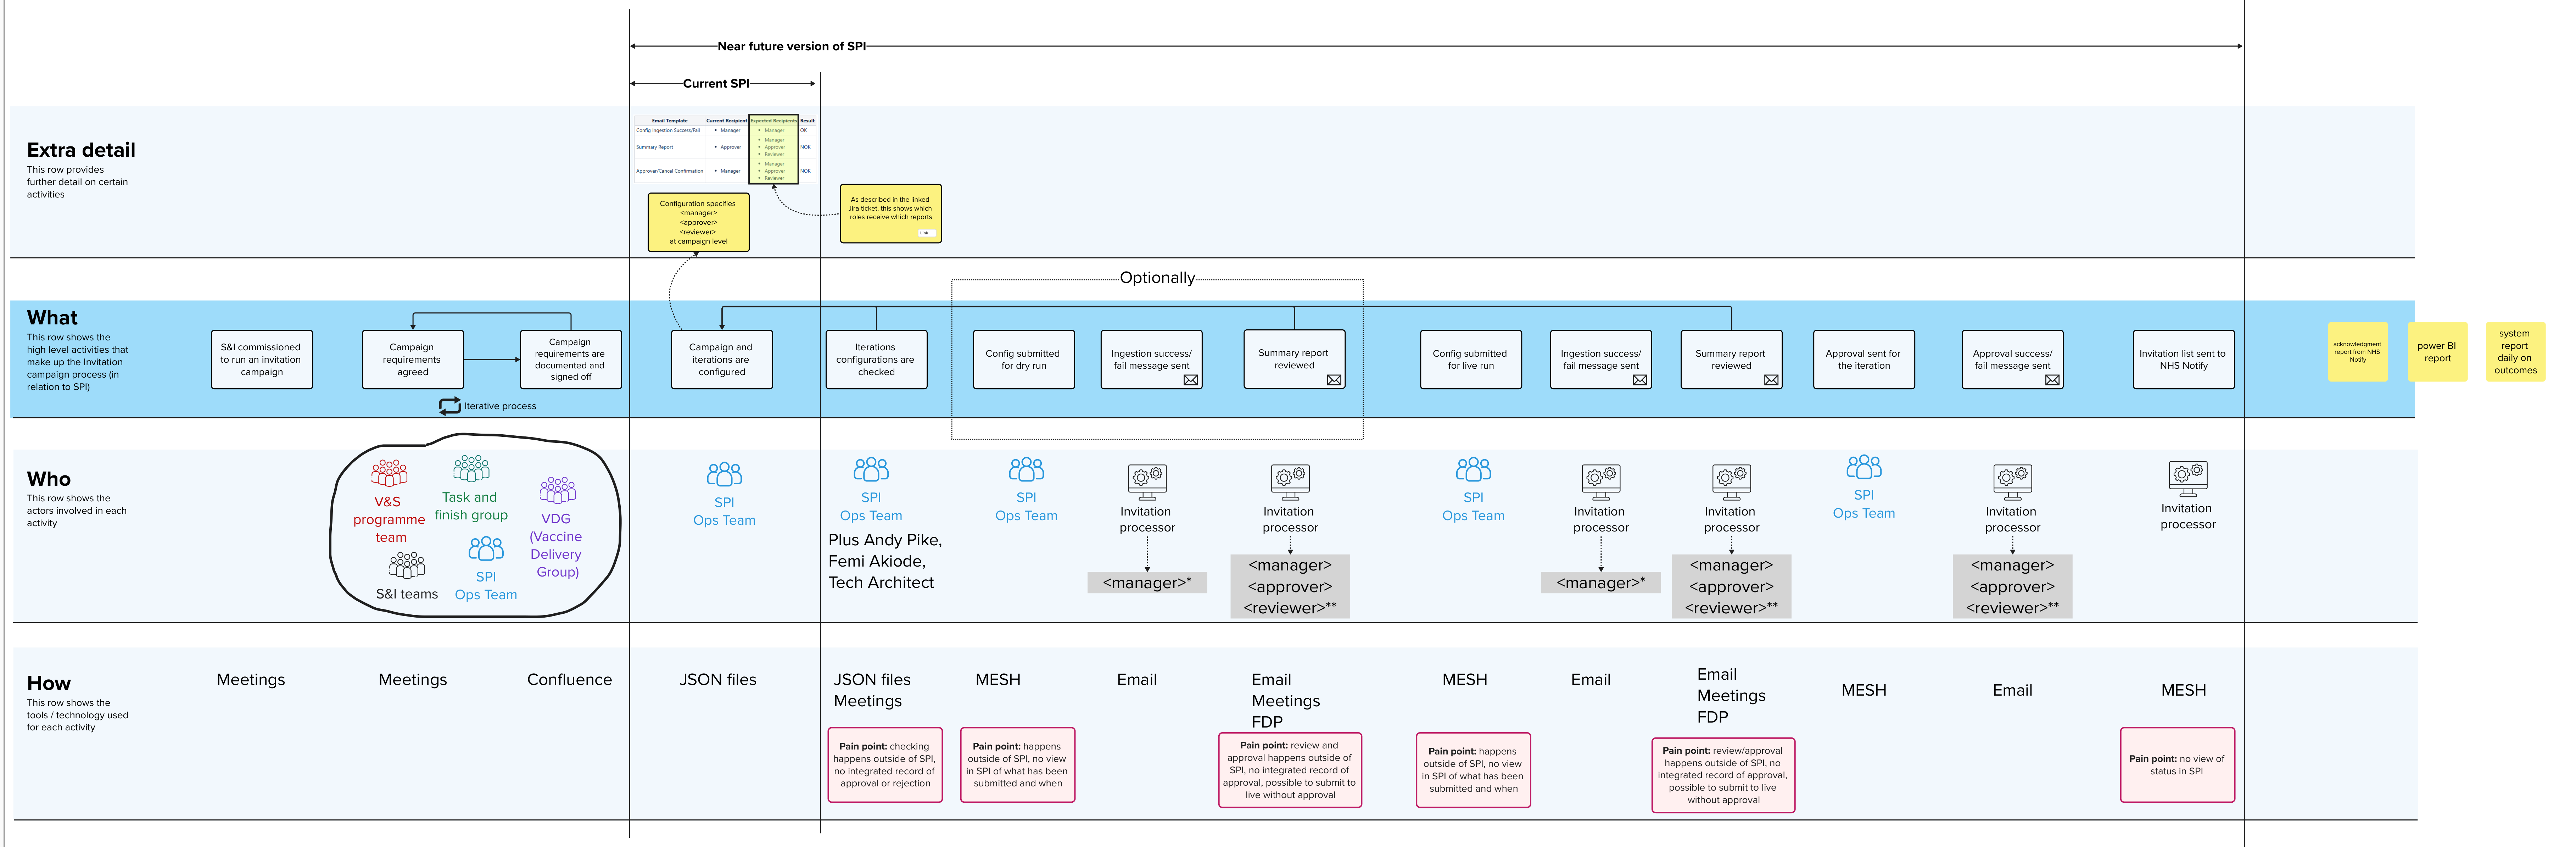 Near future version of SPI
Current SPI
Extra detail
This row provides
further detail on certain
activities
Email Template Current Recipient Expected Recipients Result
Config Ingestion Success/Fail • Manager • Manager OK
Summary Report • Approver • Manager
• Approver
• Reviewer NOK
Approver/Cancel Confirmation • Manager • Manager
• Approver
• Reviewer NOK
Configuration specifies
<manager>
<approver>
<reviewer>
at campaign level
As described in the linked
Jira ticket, this shows which
roles receive which reports
Link
Optionally
What
This row shows the
high level activities that
make up the Invitation
campaign process (in
relation to SPI)
S&I commissioned
to run an invitation
campaign
Campaign
requirements
agreed
Campaign
requirements are
documented and
signed off
Iterative process
Campaign and
iterations are
configured
Iterations
configurations are
checked
Config submitted
for dry run
Ingestion success/
fail message sent
Summary report
reviewed
Config submitted
for live run
Ingestion success/
fail message sent
Summary report
reviewed
Approval sent for
the iteration
Approval success/
fail message sent
Invitation list sent to
NHS Notify
acknowledgment
report from NHS
Notify
power BI
report
system
report
daily on
outcomes
Who
This row shows the
actors involved in each
activity
V&S
programme
team
Task and
finish group
VDG
(Vaccine
Delivery
Group)
S&I teams
SPI
Ops Team
SPI
Ops Team
SPI
Ops Team
Plus Andy Pike,
Femi Akiode,
Tech Architect
SPI
Ops Team
Invitation
processor
<manager>*
Invitation
processor
<manager>
<approver>
<reviewer>**
SPI
Ops Team
Invitation
processor
<manager>*
Invitation
processor
<manager>
<approver>
<reviewer>**
SPI
Ops Team
Invitation
processor
<manager>
<approver>
<reviewer>**
Invitation
processor
How
This row shows the
tools / technology used
for each activity
Meetings
Meetings
Confluence
JSON files
JSON files
Meetings
MESH
Email
Email
Meetings
FDP
MESH
Email
Email
Meetings
FDP
MESH
Email
MESH
Pain point: checking
happens outside of SPI,
no integrated record of
approval or rejection
Pain point: happens
outside of SPI, no view
in SPI of what has been
submitted and when
Pain point: review and
approval happens outside of
SPI, no integrated record of
approval, possible to submit to
live without approval
Pain point: happens
outside of SPI, no view
in SPI of what has been
submitted and when
Pain point: review/approval
happens outside of SPI, no
integrated record of approval,
possible to submit to live
without approval
Pain point: no view of
status in SPI